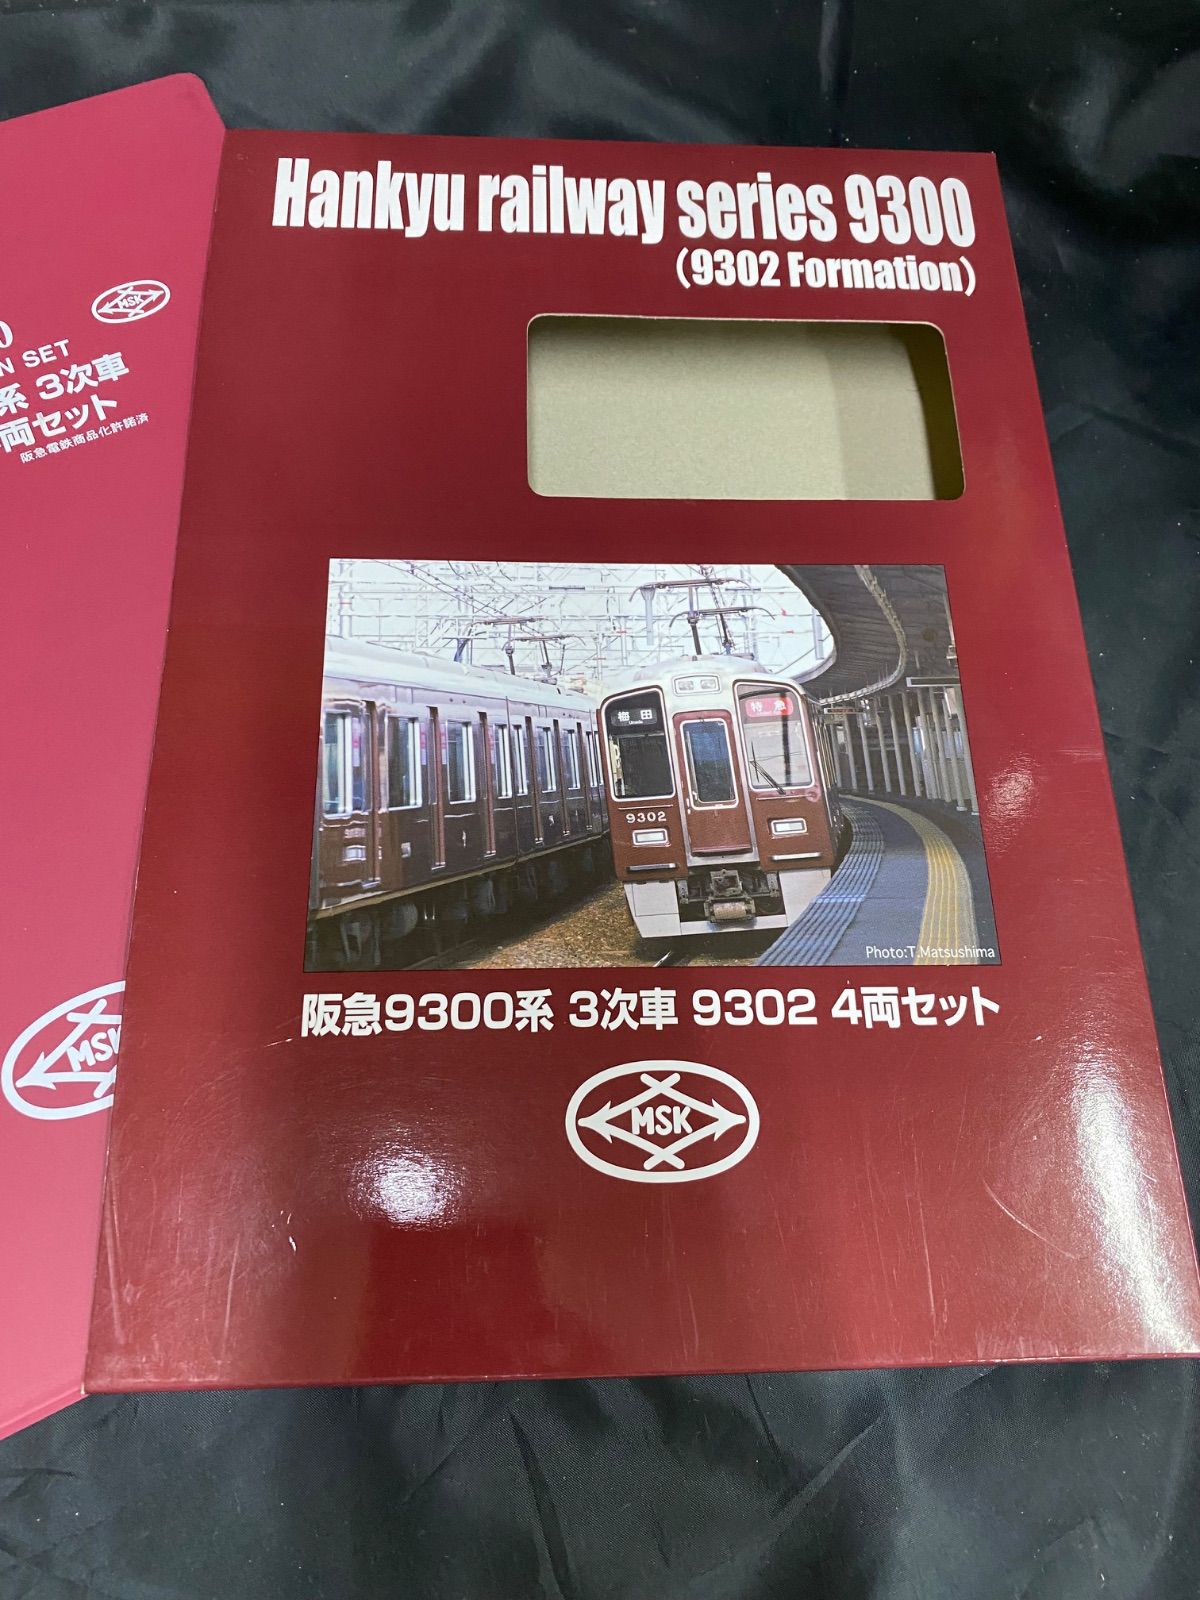 Hankyu railway series 9300
(9302 Formation)
MSK
0
N SET
系 3次車
両セット
阪急電鉄商品化許諾済
梅田
Umeda
特急
9302
Photo:T.Matsushima
阪急9300系 3次車 9302 4両セット
MSK
MSK